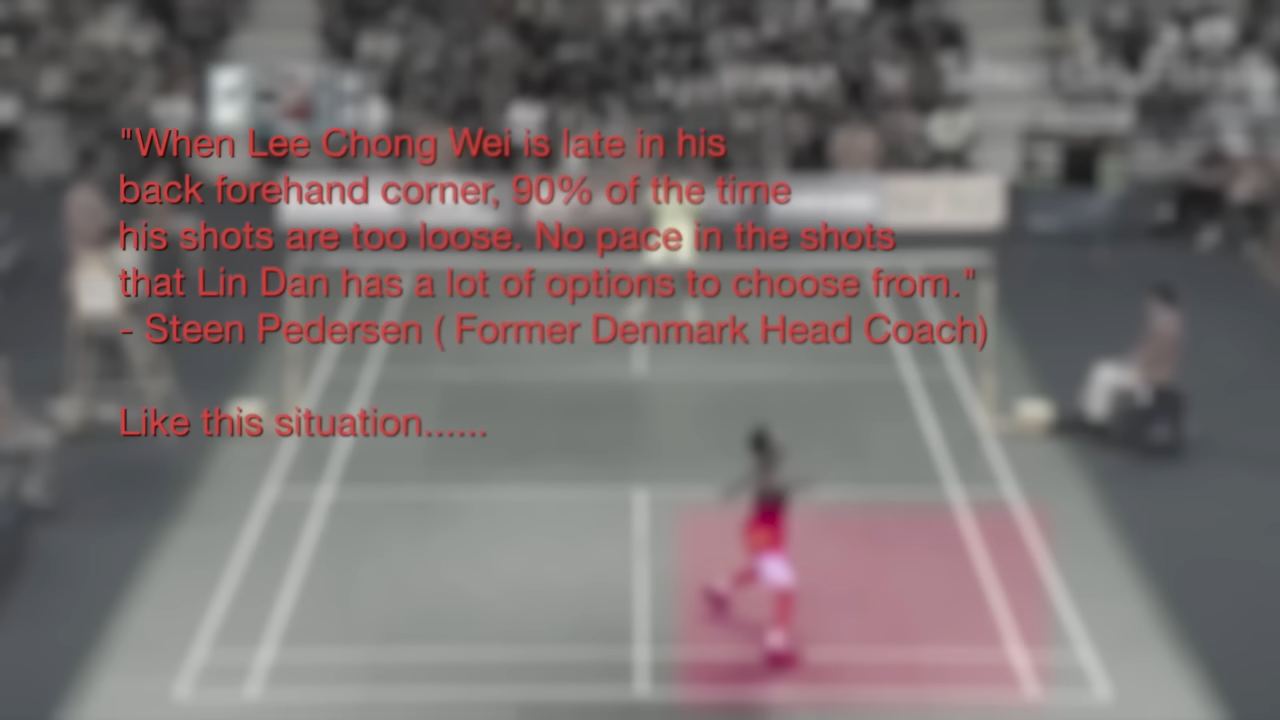 "When Lee Chong Wei is late in his
back forehand corner, 90% of the time
his shots are too loose. No pace in the shots
that Lin Dan has a lot of options to choose from."
- Steen Pedersen ( Former Denmark Head Coach)
Like this situation......